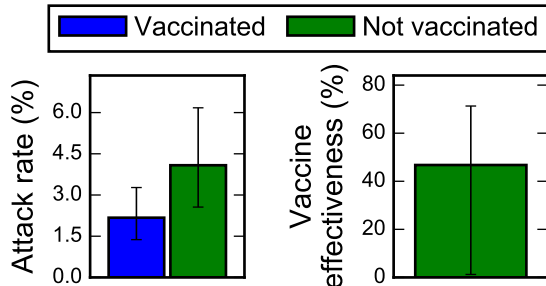 Vaccinated
Not vaccinated
Attack rate (%)
6.0
4.5
3.0
1.5
0.0
Vaccine
effectiveness (%)
80
60
40
20
0